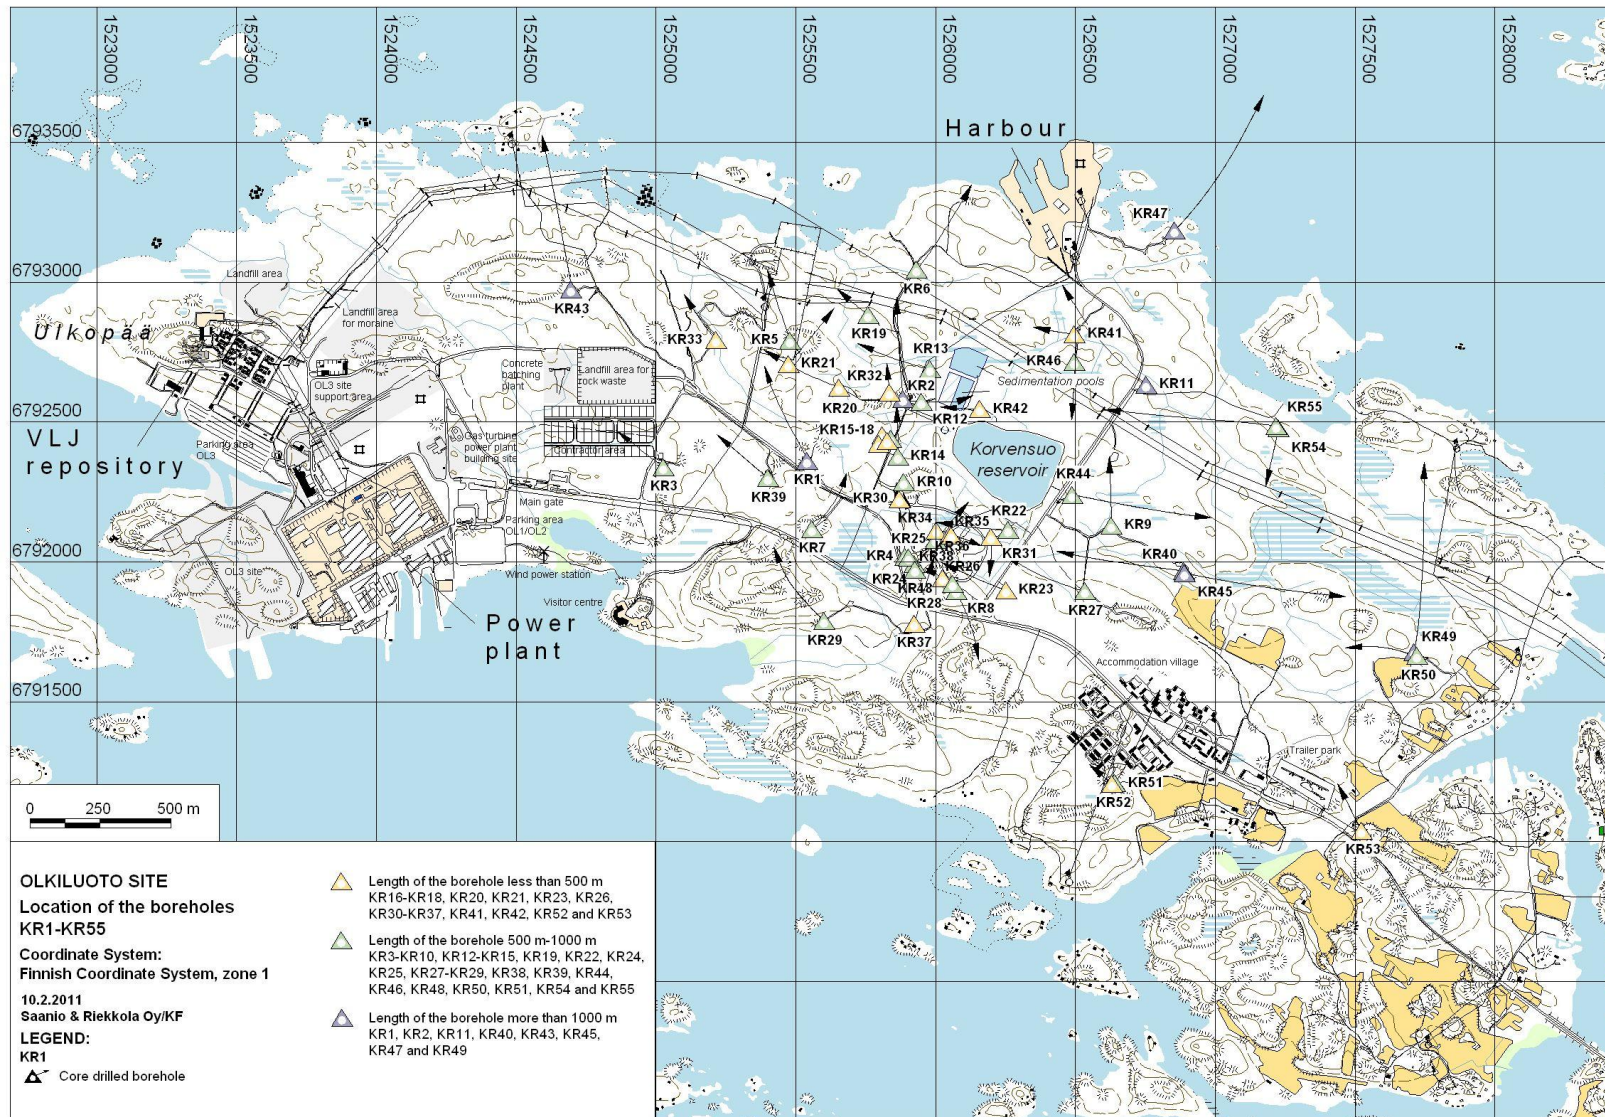 1523000
1523500
1524000
1524500
1525000
1525500
1526000
1526500
1527000
1527500
1528000
6793500
Harbour
KR47
6793000
Landfill area
KR6
KR43
Landfill area
for moraine
Ulkopää
KR33
KR5
KR19
KR41
KR13
KR46
KR21
KR32
KR2
Concrete
batching
plant
Landfill area for
rock waste
OL3 site
support area
Sedimentation pools
KR11
KR20
KR42
KR12
KR55
6792500
KR15-18
VLJ
repository
Parking area
OL3
Gas turbine
power plant
building site
Contractor area
KR54
Korvensuo
reservoir
KR14
KR44
KR1
KR3
KR39
KR10
KR30
Main gate
KR34
KR35
KR22
Parking area
OL1/OL2
KR9
KR7
KR25
KR36
KR31
6792000
KR4
KR38
KR40
KR26
OL3 site
Wind power station
KR24
KR48
KR45
KR28
KR8
KR23
KR27
Visitor centre
Power
plant
KR29
KR37
KR49
Accommodation village
KR50
6791500
Trailer park
KR51
KR52
0 250 500 m
KR53
OLKILUOTO SITE
Location of the boreholes
KR1-KR55
Coordinate System:
Finnish Coordinate System, zone 1
10.2.2011
Saanio & Riekkola Oy/KF
LEGEND:
KR1
Core drilled borehole
Length of the borehole less than 500 m
KR16-KR18, KR20, KR21, KR23, KR26,
KR30-KR37, KR41, KR42, KR52 and KR53
Length of the borehole 500 m-1000 m
KR3-KR10, KR12-KR15, KR19, KR22, KR24,
KR25, KR27-KR29, KR38, KR39, KR44,
KR46, KR48, KR50, KR51, KR54 and KR55
Length of the borehole more than 1000 m
KR1, KR2, KR11, KR40, KR43, KR45,
KR47 and KR49